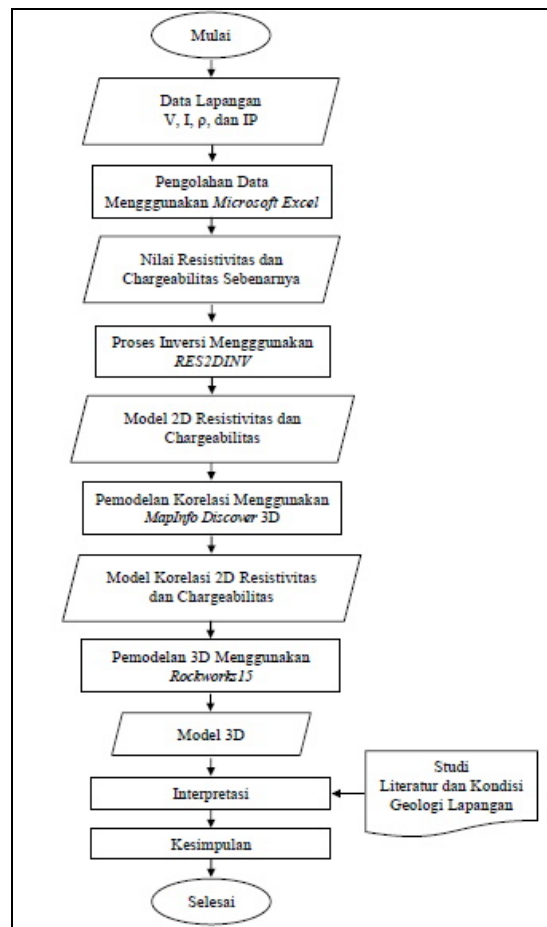 Mulai
Data Lapangan
V, I, ρ, dan IP
Pengolahan Data
Mengggunakan Microsoft Excel
Nilai Resistivitas dan
Chargeabilitas Sebenarnya
Proses Inversi Mengggunakan
RES2DINV
Model 2D Resistivitas dan
Chargeabilitas
Pemodelan Korelasi Menggunakan
MapInfo Discover 3D
Model Korelasi 2D Resistivitas
dan Chargeabilitas
Pemodelan 3D Menggunakan
Rockworks15
Model 3D
Interpretasi
Studi
Literatur dan Kondisi
Geologi Lapangan
Kesimpulan
Selesai